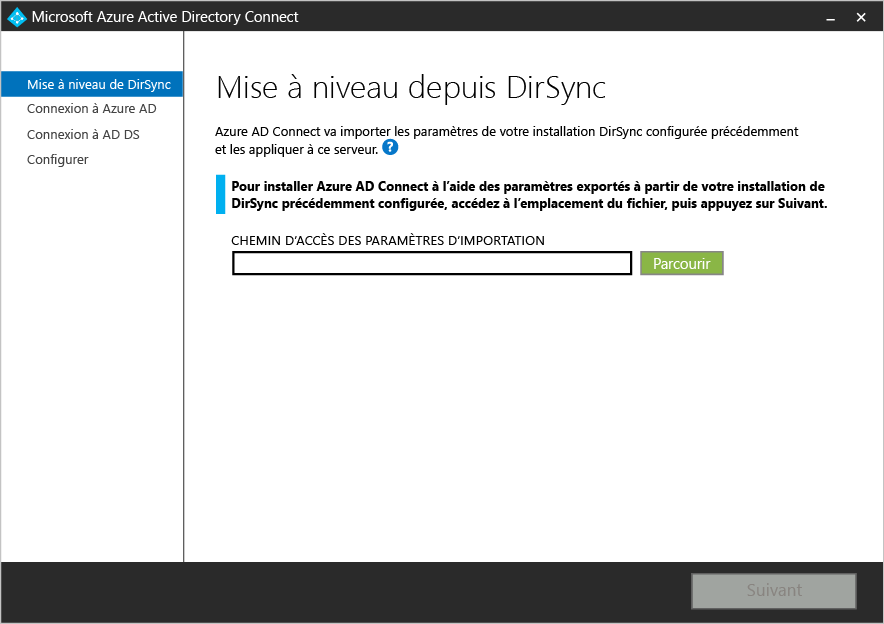 Microsoft Azure Active Directory Connect
Mise à niveau de DirSync
Connexion à Azure AD
Connexion à AD DS
Configurer
Mise à niveau depuis DirSync
Azure AD Connect va importer les paramètres de votre installation DirSync configurée précédemment
et les appliquer à ce serveur. ?
Pour installer Azure AD Connect à l'aide des paramètres exportés à partir de votre installation de
DirSync précédemment configurée, accédez à l'emplacement du fichier, puis appuyez sur Suivant.
CHEMIN D'ACCÈS DES PARAMÈTRES D'IMPORTATION
Parcourir
Suivant